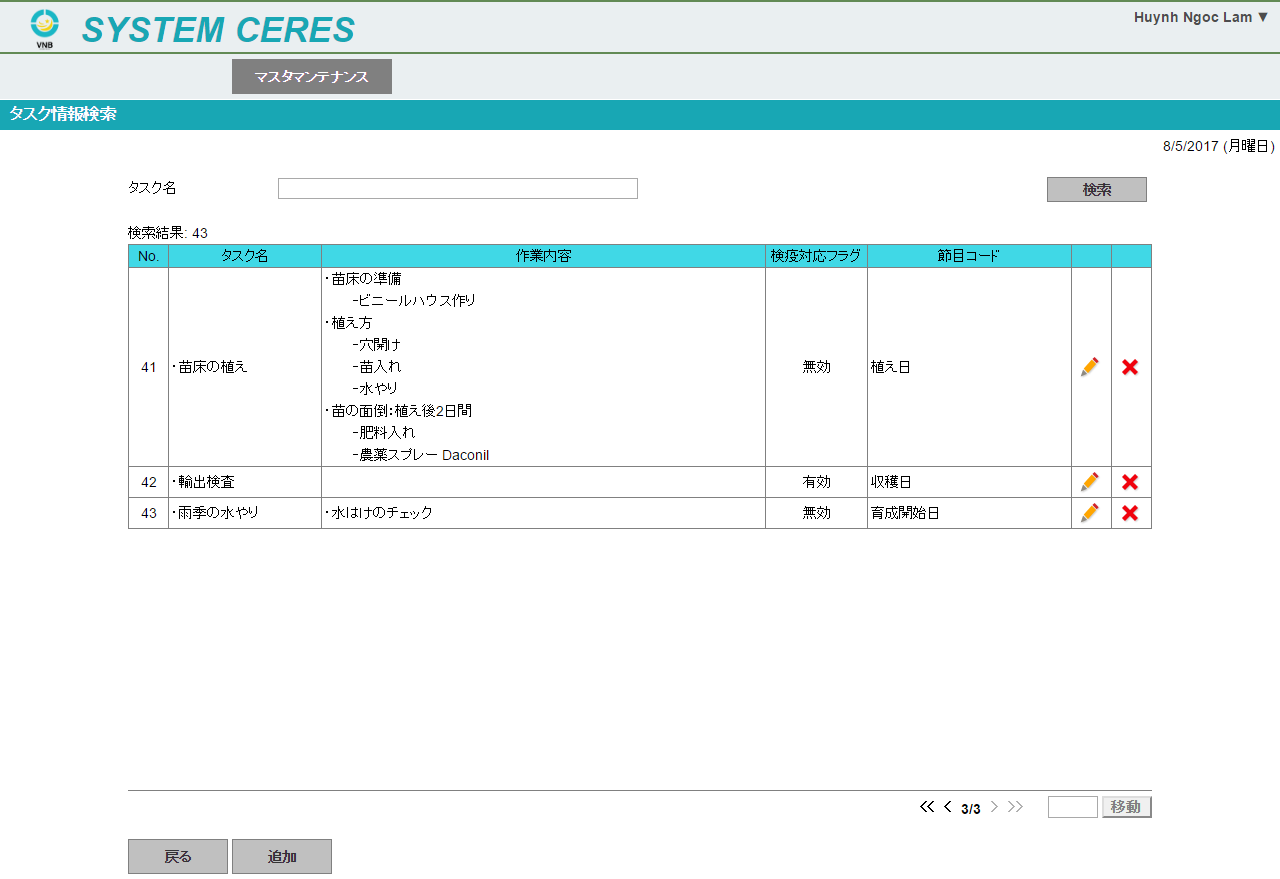 VNB
SYSTEM CERES
Huynh Ngoc Lam ▼
マスタマンテナンス
タスク情報検索
8/5/2017 (月曜日)
タスク名
検索
検索結果: 43
No. タスク名 作業内容 検疫対応フラグ 節目コード
・苗床の準備
-ビニールハウス作り
・植え方
-穴開け
41 ・苗床の植え -苗入れ 無効 植え日
-水やり
・苗の面倒：植え後2日間
-肥料入れ
-農薬スプレー Daconil
42 ・輸出検査 有効 収穫日
43 ・雨季の水やり ・水はけのチェック 無効 育成開始日
<< < 3/3 > >> 移動
戻る 追加